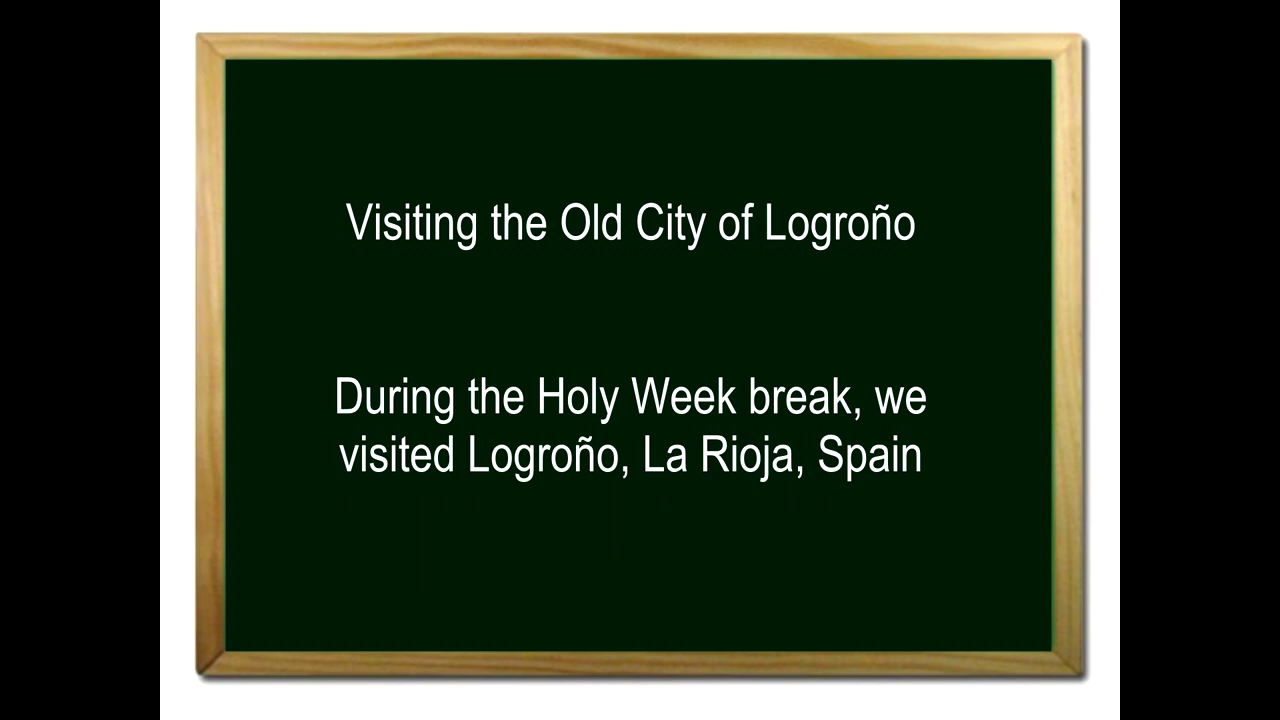 Visiting the Old City of Logroño
During the Holy Week break, we
visited Logroño, La Rioja, Spain